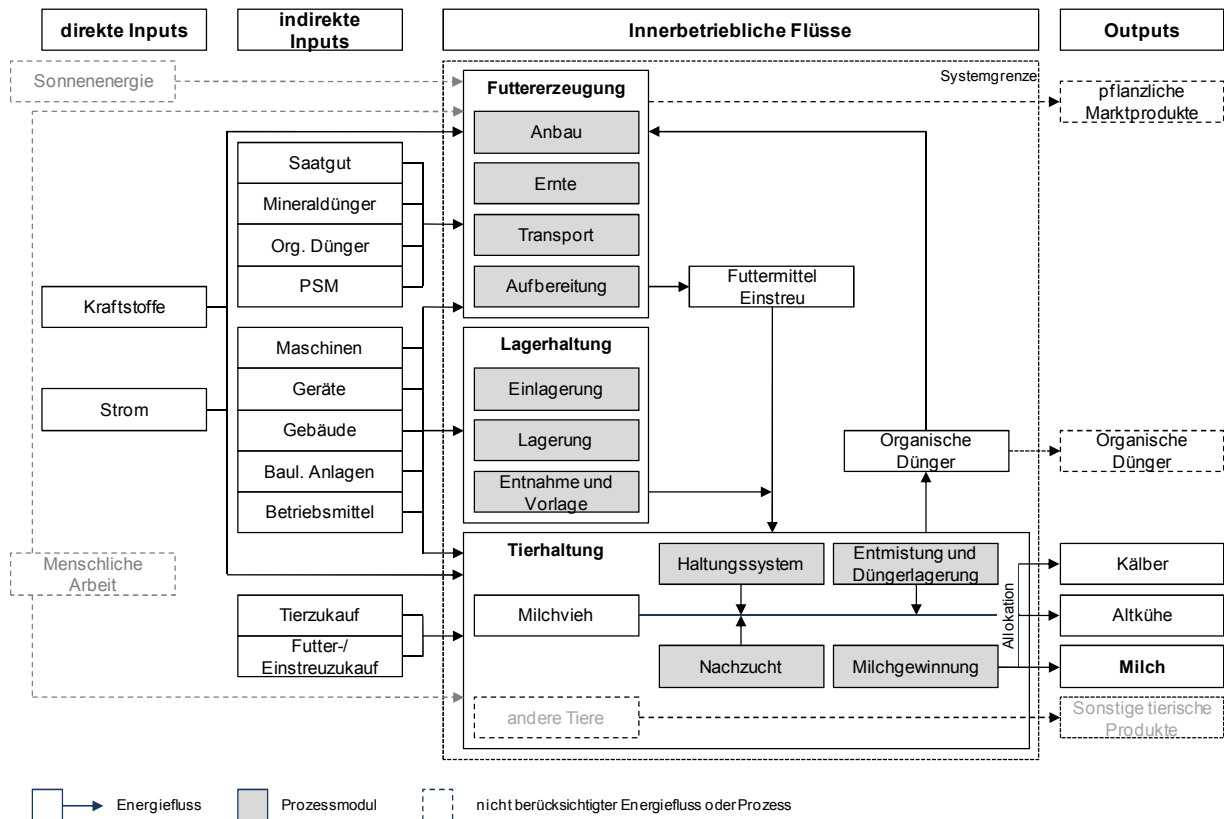 direkte Inputs
indirekte
Inputs
Innerbetriebliche Flüsse
Outputs
Sonnenenergie
Systemgrenze
Futtererzeugung
pflanzliche
Marktprodukte
Anbau
Saatgut
Ernte
Mineraldünger
Transport
Org. Dünger
PSM
Aufbereitung
Futtermittel
Einstreu
Kraftstoffe
Maschinen
Lagerhaltung
Geräte
Einlagerung
Strom
Gebäude
Lagerung
Organische
Dünger
Organische
Dünger
Baul. Anlagen
Entnahme und
Vorlage
Betriebsmittel
Menschliche
Arbeit
Tierhaltung
Haltungssystem
Entmistung und
Düngerlagerung
Kälber
Allokation
Tierzukauf
Milchvieh
Altkühe
Futter-/
Einstreuzukauf
Nachzucht
Milchgewinnung
Milch
andere Tiere
Sonstige tierische
Produkte
Energiefluss
Prozessmodul
nicht berücksichtigter Energiefluss oder Prozess